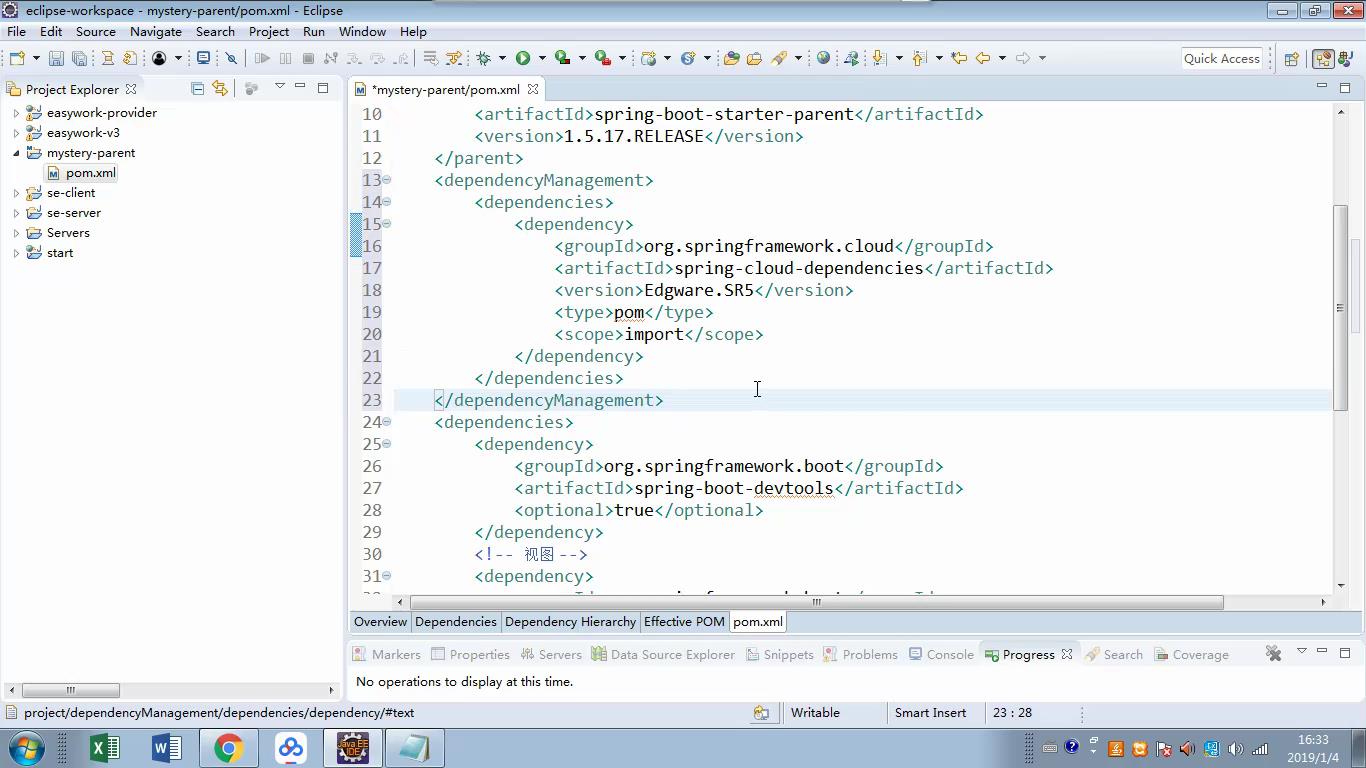 eclipse-workspace - mystery-parent/pom.xml - Eclipse
File Edit Source Navigate Search Project Run Window Help
Quick Access
Project Explorer
easywork-provider
easywork-v3
mystery-parent
pom.xml
se-client
se-server
Servers
start
*mystery-parent/pom.xml
10 <artifactId>spring-boot-starter-parent</artifactId>
11 <version>1.5.17.RELEASE</version>
12 </parent>
13 <dependencyManagement>
14 <dependencies>
15 <dependency>
16 <groupId>org.springframework.cloud</groupId>
17 <artifactId>spring-cloud-dependencies</artifactId>
18 <version>Edgware.SR5</version>
19 <type>pom</type>
20 <scope>import</scope>
21 </dependency>
22 </dependencies>
23 </dependencyManagement>
24 <dependencies>
25 <dependency>
26 <groupId>org.springframework.boot</groupId>
27 <artifactId>spring-boot-devtools</artifactId>
28 <optional>true</optional>
29 </dependency>
30 <!-- 视图 -->
31 <dependency>
Overview Dependencies Dependency Hierarchy Effective POM pom.xml
Markers Properties Servers Data Source Explorer Snippets Problems Console Progress Search Coverage
No operations to display at this time.
project/dependencyManagement/dependencies/dependency/#text Writable Smart Insert 23 : 28
Java EE
IDE
16:33
2019/1/4